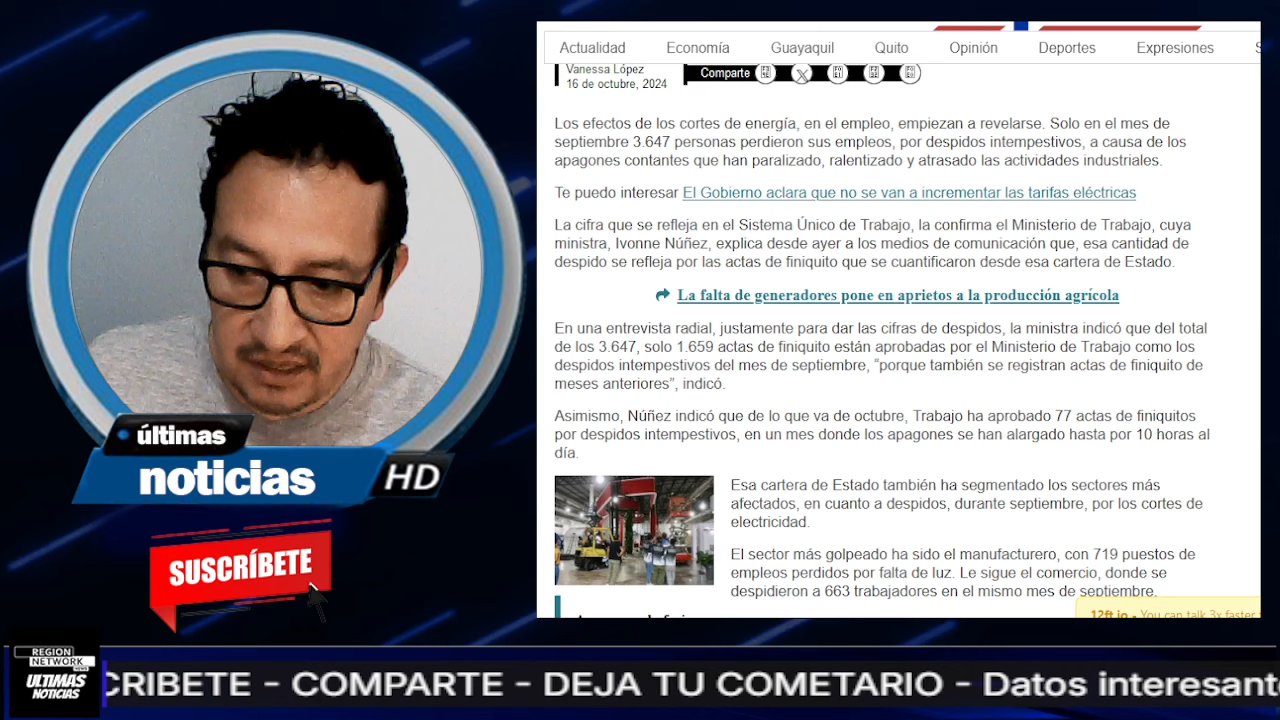 Actualidad Economía Guayaquil Quito Opinión Deportes Expresiones
Vanessa López
16 de octubre, 2024
Comparte
Los efectos de los cortes de energía, en el empleo, empiezan a revelarse. Solo en el mes de
septiembre 3.647 personas perdieron sus empleos, por despidos intempestivos, a causa de los
apagones contantes que han paralizado, ralentizado y atrasado las actividades industriales.
Te puedo interesar El Gobierno aclara que no se van a incrementar las tarifas eléctricas
La cifra que se refleja en el Sistema Único de Trabajo, la confirma el Ministerio de Trabajo, cuya
ministra, Ivonne Núñez, explica desde ayer a los medios de comunicación que, esa cantidad de
despido se refleja por las actas de finiquito que se cuantificaron desde esa cartera de Estado.
La falta de generadores pone en aprietos a la producción agrícola
En una entrevista radial, justamente para dar las cifras de despidos, la ministra indicó que del total
de los 3.647, solo 1.659 actas de finiquito están aprobadas por el Ministerio de Trabajo como los
despidos intempestivos del mes de septiembre, “porque también se registran actas de finiquito de
meses anteriores”, indicó.
Asimismo, Núñez indicó que de lo que va de octubre, Trabajo ha aprobado 77 actas de finiquitos
por despidos intempestivos, en un mes donde los apagones se han alargado hasta por 10 horas al
día.
Esa cartera de Estado también ha segmentado los sectores más
afectados, en cuanto a despidos, durante septiembre, por los cortes de
electricidad.
El sector más golpeado ha sido el manufacturero, con 719 puestos de
empleos perdidos por falta de luz. Le sigue el comercio, donde se
despidieron a 663 trabajadores en el mismo mes de septiembre.
12ft.io - You can talk 3x faster
últimas
noticias HD
SUSCRÍBETE
REGION
NETWORK
NEWS
ULTIMAS
NOTICIAS
CRIBETE - COMPARTE - DEJA TU COMETARIO - Datos interesant